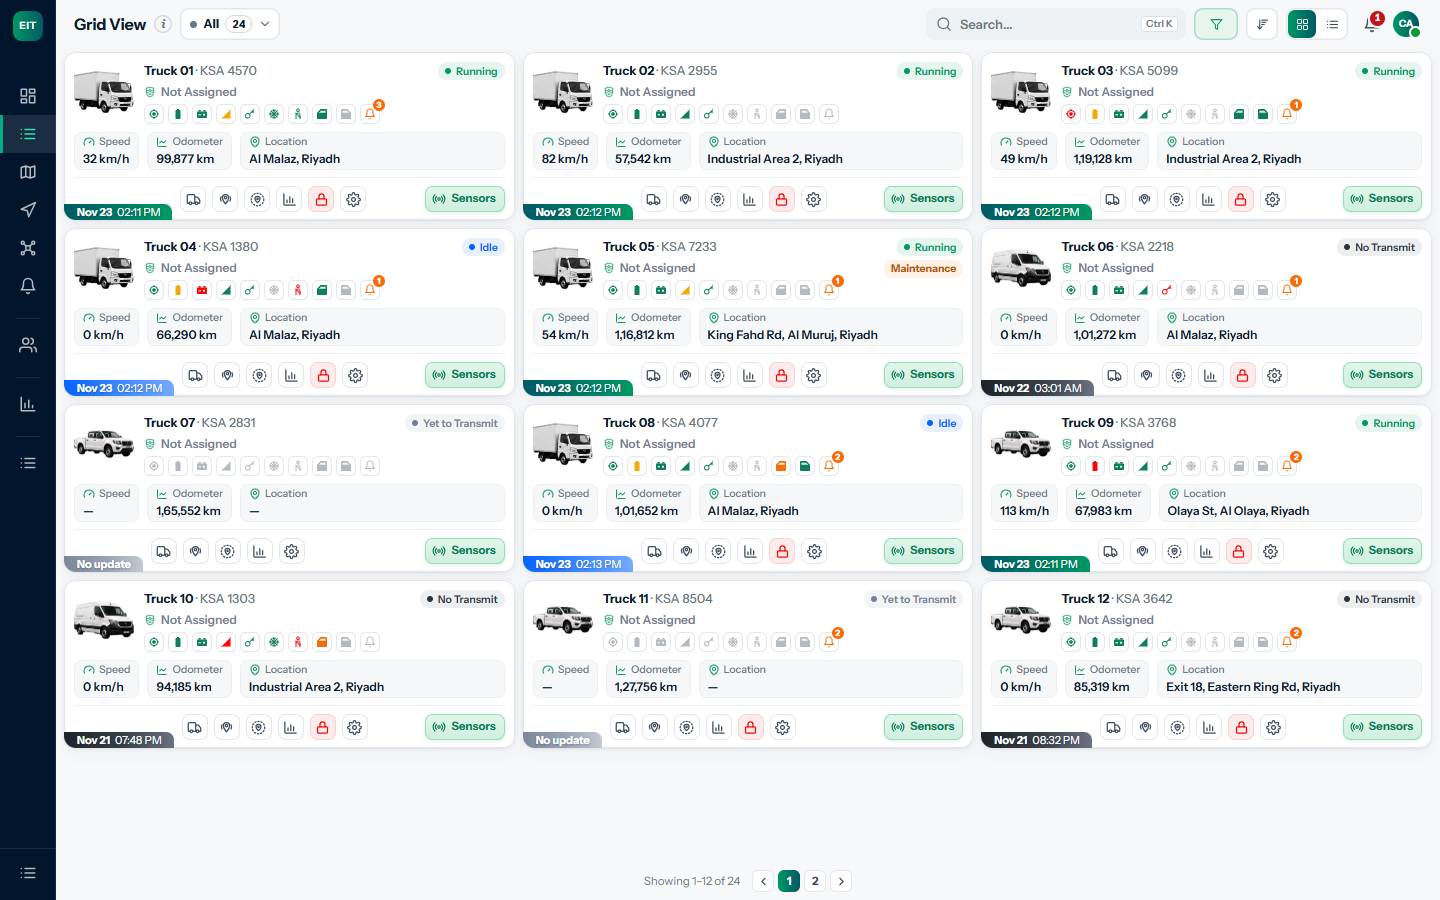 EIT
Grid View
All 24
Search...
Ctrl K
1
CA
Truck 01 · KSA 4570
Running
Not Assigned
3
Speed
32 km/h
Odometer
99,877 km
Location
Al Malaz, Riyadh
Nov 23 02:11 PM
Sensors
Truck 02 · KSA 2955
Running
Not Assigned
Speed
82 km/h
Odometer
57,542 km
Location
Industrial Area 2, Riyadh
Nov 23 02:12 PM
Sensors
Truck 03 · KSA 5099
Running
Not Assigned
1
Speed
49 km/h
Odometer
1,19,128 km
Location
Industrial Area 2, Riyadh
Nov 23 02:12 PM
Sensors
Truck 04 · KSA 1380
Idle
Not Assigned
1
Speed
0 km/h
Odometer
66,290 km
Location
Al Malaz, Riyadh
Nov 23 02:12 PM
Sensors
Truck 05 · KSA 7233
Running
Not Assigned
Maintenance
1
Speed
54 km/h
Odometer
1,16,812 km
Location
King Fahd Rd, Al Muruj, Riyadh
Nov 23 02:12 PM
Sensors
Truck 06 · KSA 2218
No Transmit
Not Assigned
1
Speed
0 km/h
Odometer
1,01,272 km
Location
Al Malaz, Riyadh
Nov 22 03:01 AM
Sensors
Truck 07 · KSA 2831
Yet to Transmit
Not Assigned
Speed
—
Odometer
1,65,552 km
Location
—
No update
Sensors
Truck 08 · KSA 4077
Idle
Not Assigned
2
Speed
0 km/h
Odometer
1,01,652 km
Location
Al Malaz, Riyadh
Nov 23 02:13 PM
Sensors
Truck 09 · KSA 3768
Running
Not Assigned
2
Speed
113 km/h
Odometer
67,983 km
Location
Olaya St, Al Olaya, Riyadh
Nov 23 02:11 PM
Sensors
Truck 10 · KSA 1303
No Transmit
Not Assigned
Speed
0 km/h
Odometer
94,185 km
Location
Industrial Area 2, Riyadh
Nov 21 07:48 PM
Sensors
Truck 11 · KSA 8504
Yet to Transmit
Not Assigned
2
Speed
—
Odometer
1,27,756 km
Location
—
No update
Sensors
Truck 12 · KSA 3642
No Transmit
Not Assigned
2
Speed
0 km/h
Odometer
85,319 km
Location
Exit 18, Eastern Ring Rd, Riyadh
Nov 21 08:32 PM
Sensors
Showing 1–12 of 24
1
2